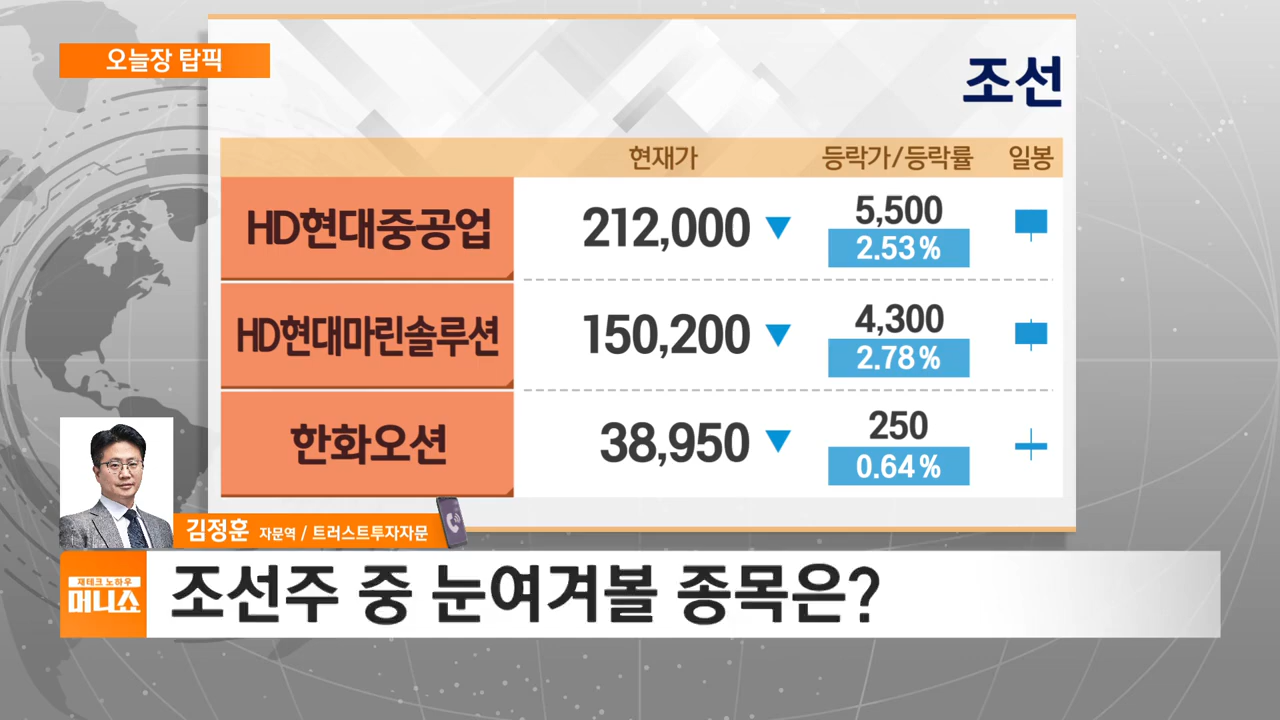 오늘장 탑픽
조선
현재가 등락가/등락률 일봉
HD현대중공업 212,000 ▼ 5,500
2.53%
HD현대마린솔루션 150,200 ▼ 4,300
2.78%
한화오션 38,950 ▼ 250
0.64%
김정훈 자문역 / 트러스트투자자문
재테크 노하우
머니쇼
조선주 중 눈여겨볼 종목은?